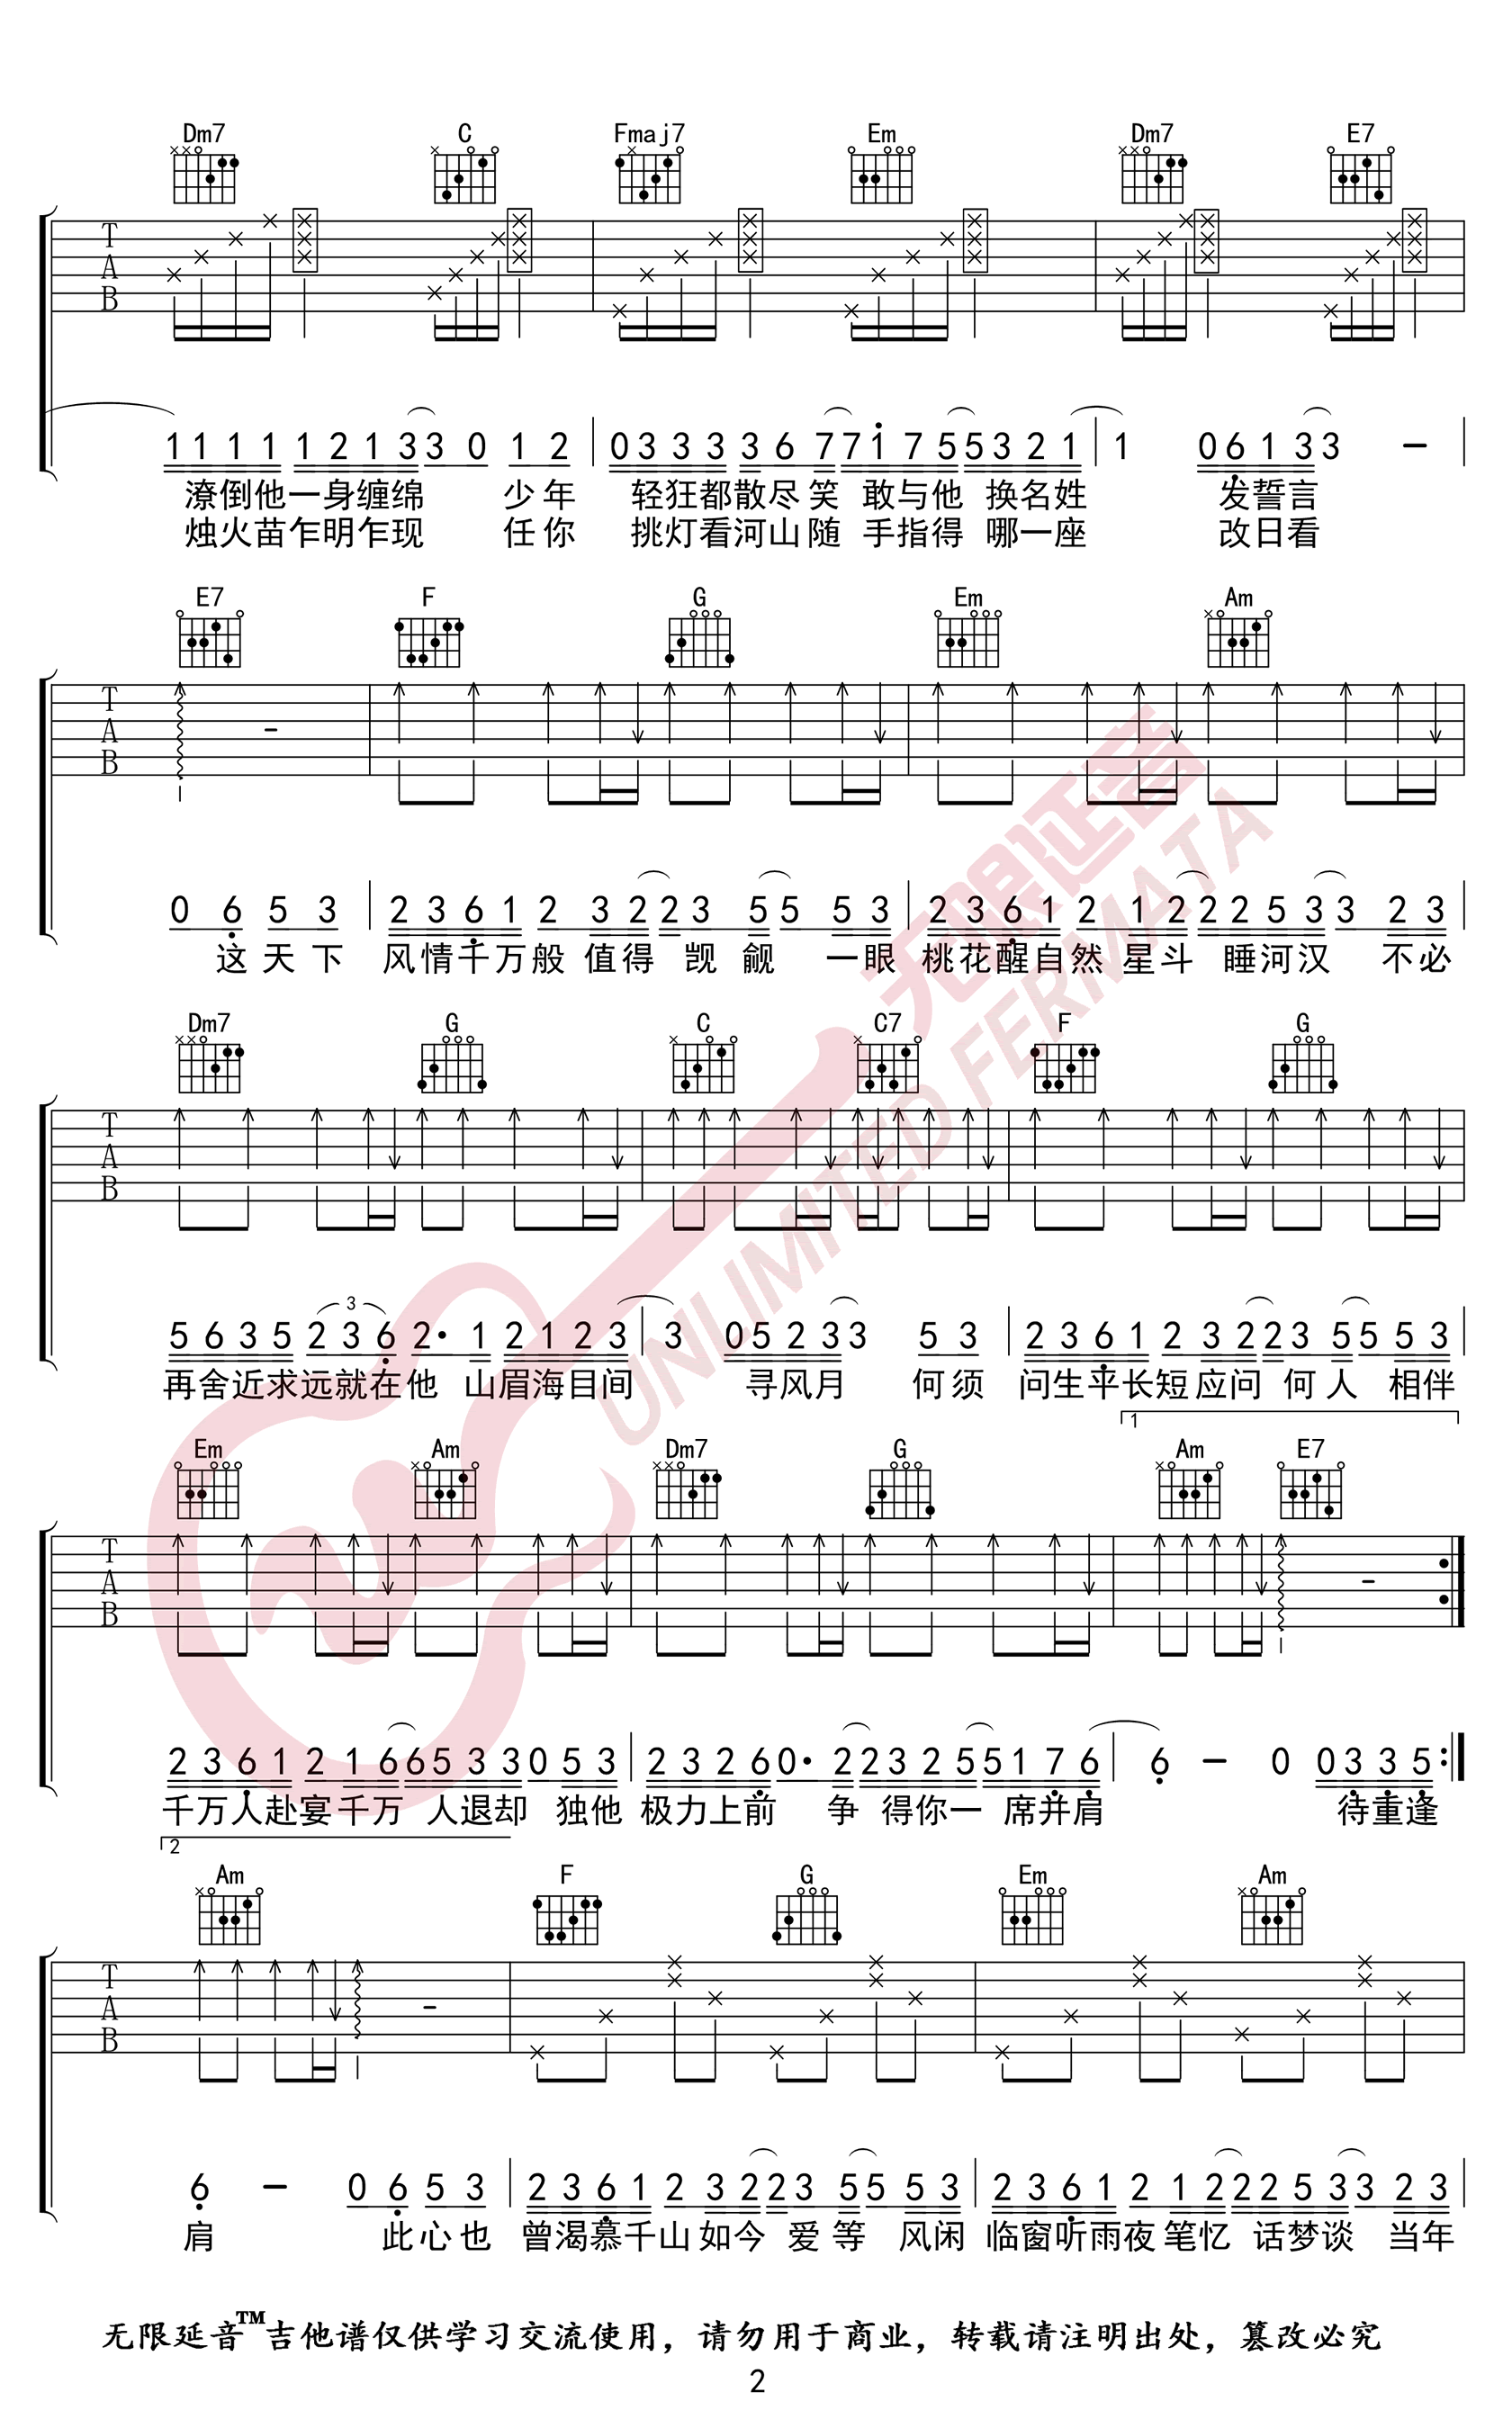 Dm7 C Fmaj7 Em Dm7 E7
T
A
B
1 1 1 1 1 2 1 3 3 0 1 2 0 3 3 3 3 6 7 7 1 7 5 5 3 2 1 1 0 6 1 3 3 -
潦倒他一身缠绵 少年 轻狂都散尽笑 敢与他 换名姓 发誓言
烛火苗乍明乍现 任你 挑灯看河山随 手指得 哪一座 改日看
E7 F G Em Am
T
A
B
0 6 5 3 2 3 6 1 2 3 2 2 3 5 5 5 3 2 3 6 1 2 1 2 2 2 5 3 3 2 3
这天下 风情千万般 值得 觊 觎 一眼 桃花醒自然 星斗 睡河汉 不必
Dm7 G C C7 F G
T
A
B
3
5 6 3 5 2 3 6 2· 1 2 1 2 3 3 0 5 2 3 3 5 3 2 3 6 1 2 3 2 2 3 5 5 5 3
再舍近求远就在他 山眉海目间 寻风月 何须 问生平长短应问 何人 相伴
1
Em Am Dm7 G Am E7
T
A
B
2 3 6 1 2 1 6 6 5 3 3 0 5 3 2 3 2 6 0· 2 2 3 2 5 5 1 7 6 6 - 0 0 3 3 5
千万人赴宴千万 人退却 独他 极力上前 争 得你一 席并肩 待重逢
2
Am F G Em Am
T
A
B
6 - 0 6 5 3 2 3 6 1 2 3 2 2 3 5 5 5 3 2 3 6 1 2 1 2 2 2 5 3 3 2 3
肩 此心也 曾渴慕千山如今 爱等 风闲 临窗听雨夜笔忆 话梦谈 当年
无限延音™吉他谱仅供学习交流使用，请勿用于商业，转载请注明出处，篡改必究
2
无限延音
UNLIMITED FERMATA